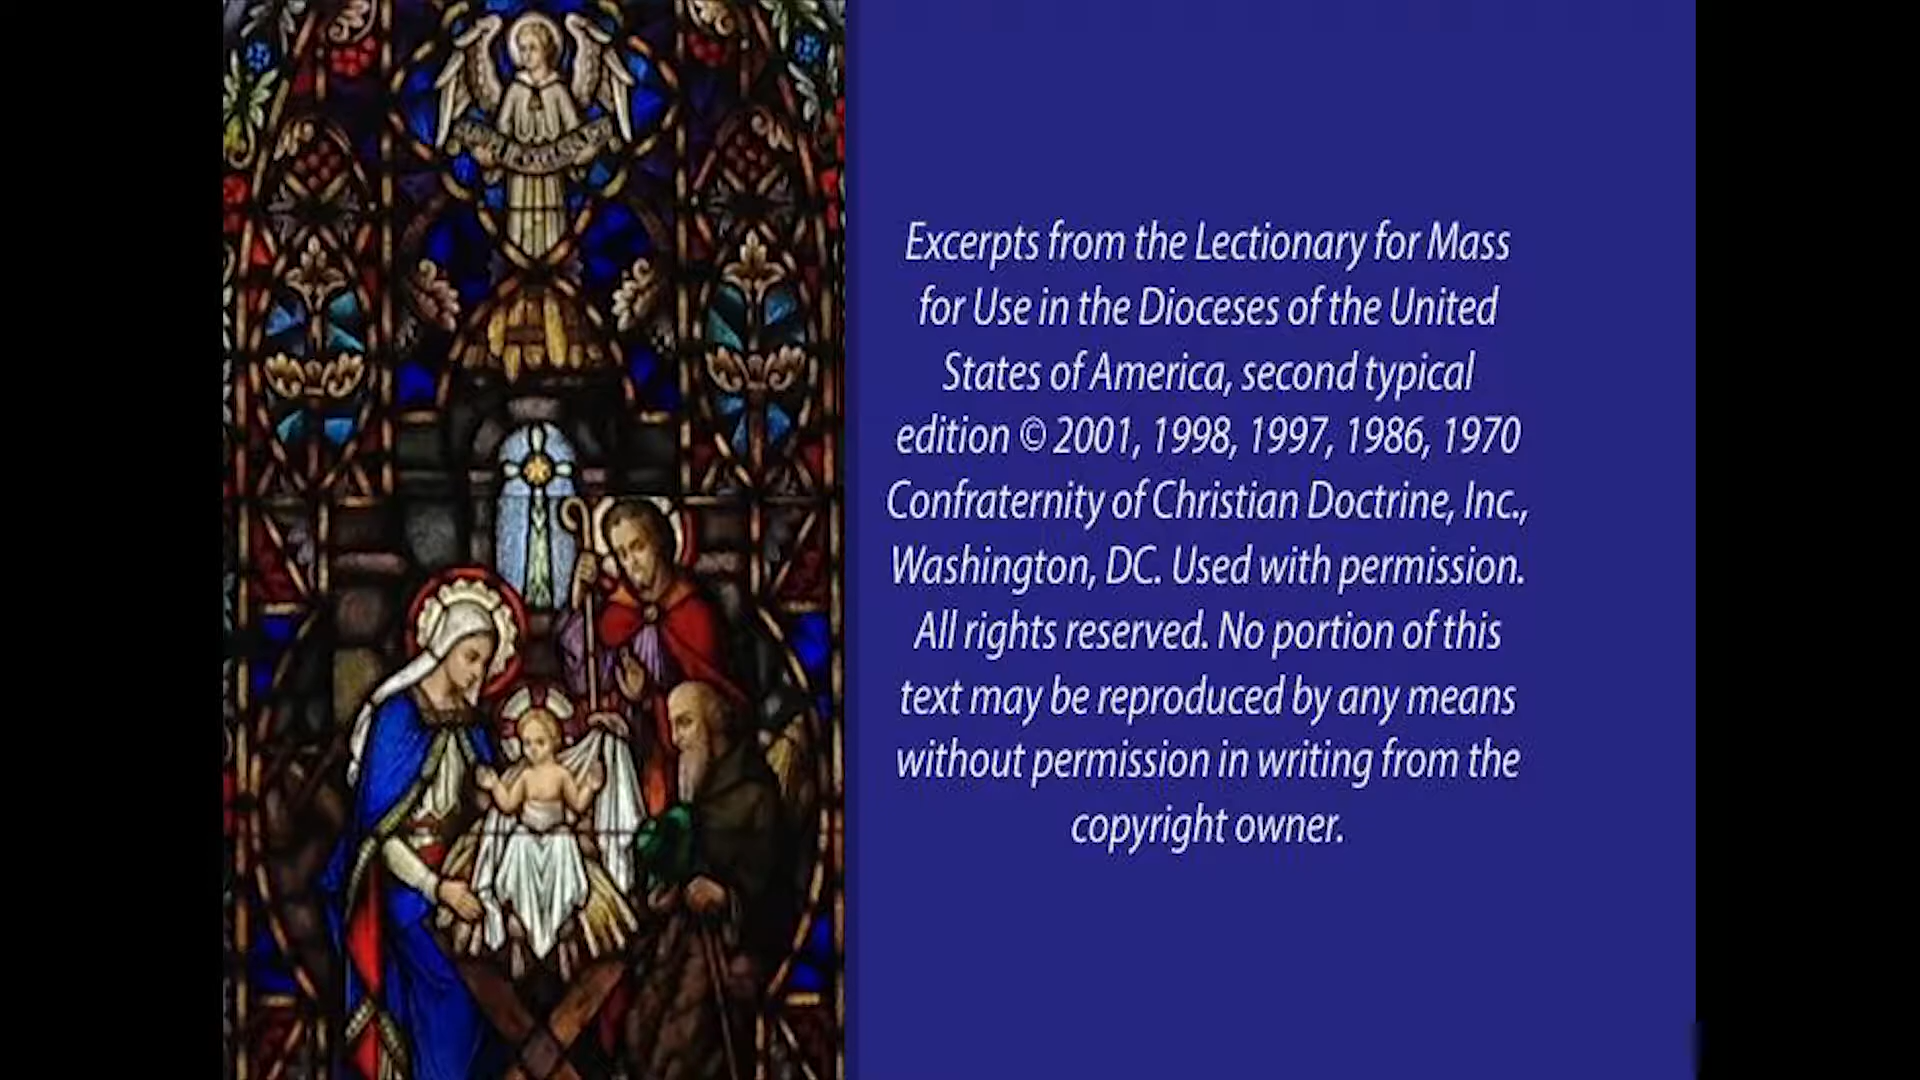 Excerpts from the Lectionary for Mass
for Use in the Dioceses of the United
States of America, second typical
edition © 2001, 1998, 1997, 1986, 1970
Confraternity of Christian Doctrine, Inc.,
Washington, DC. Used with permission.
All rights reserved. No portion of this
text may be reproduced by any means
without permission in writing from the
copyright owner.